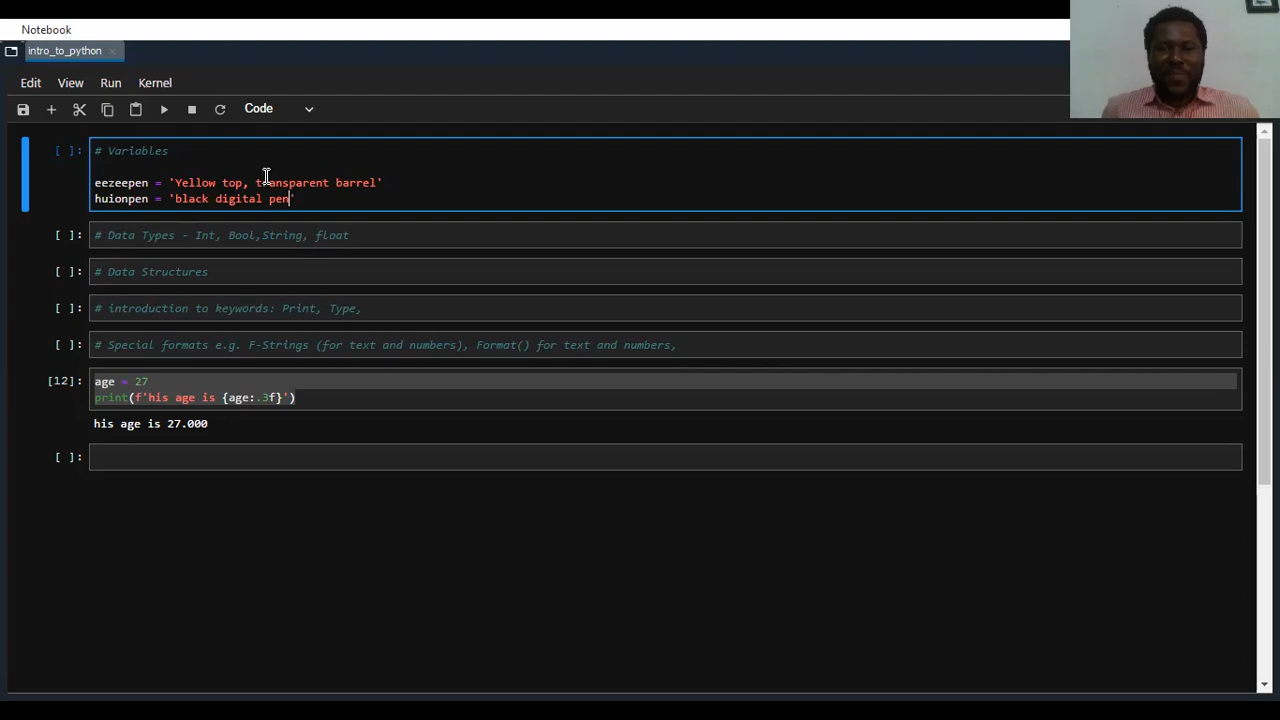 Notebook
intro_to_python
Edit View Run Kernel
Code
[ ]: # Variables
eezeepen = 'Yellow top, transparent barrel'
huionpen = 'black digital pen'
[ ]: # Data Types - Int, Bool,String, float
[ ]: # Data Structures
[ ]: # introduction to keywords: Print, Type,
[ ]: # Special formats e.g. F-Strings (for text and numbers), Format() for text and numbers,
[12]: age = 27
print(f'his age is {age:.3f}')
his age is 27.000
[ ]: